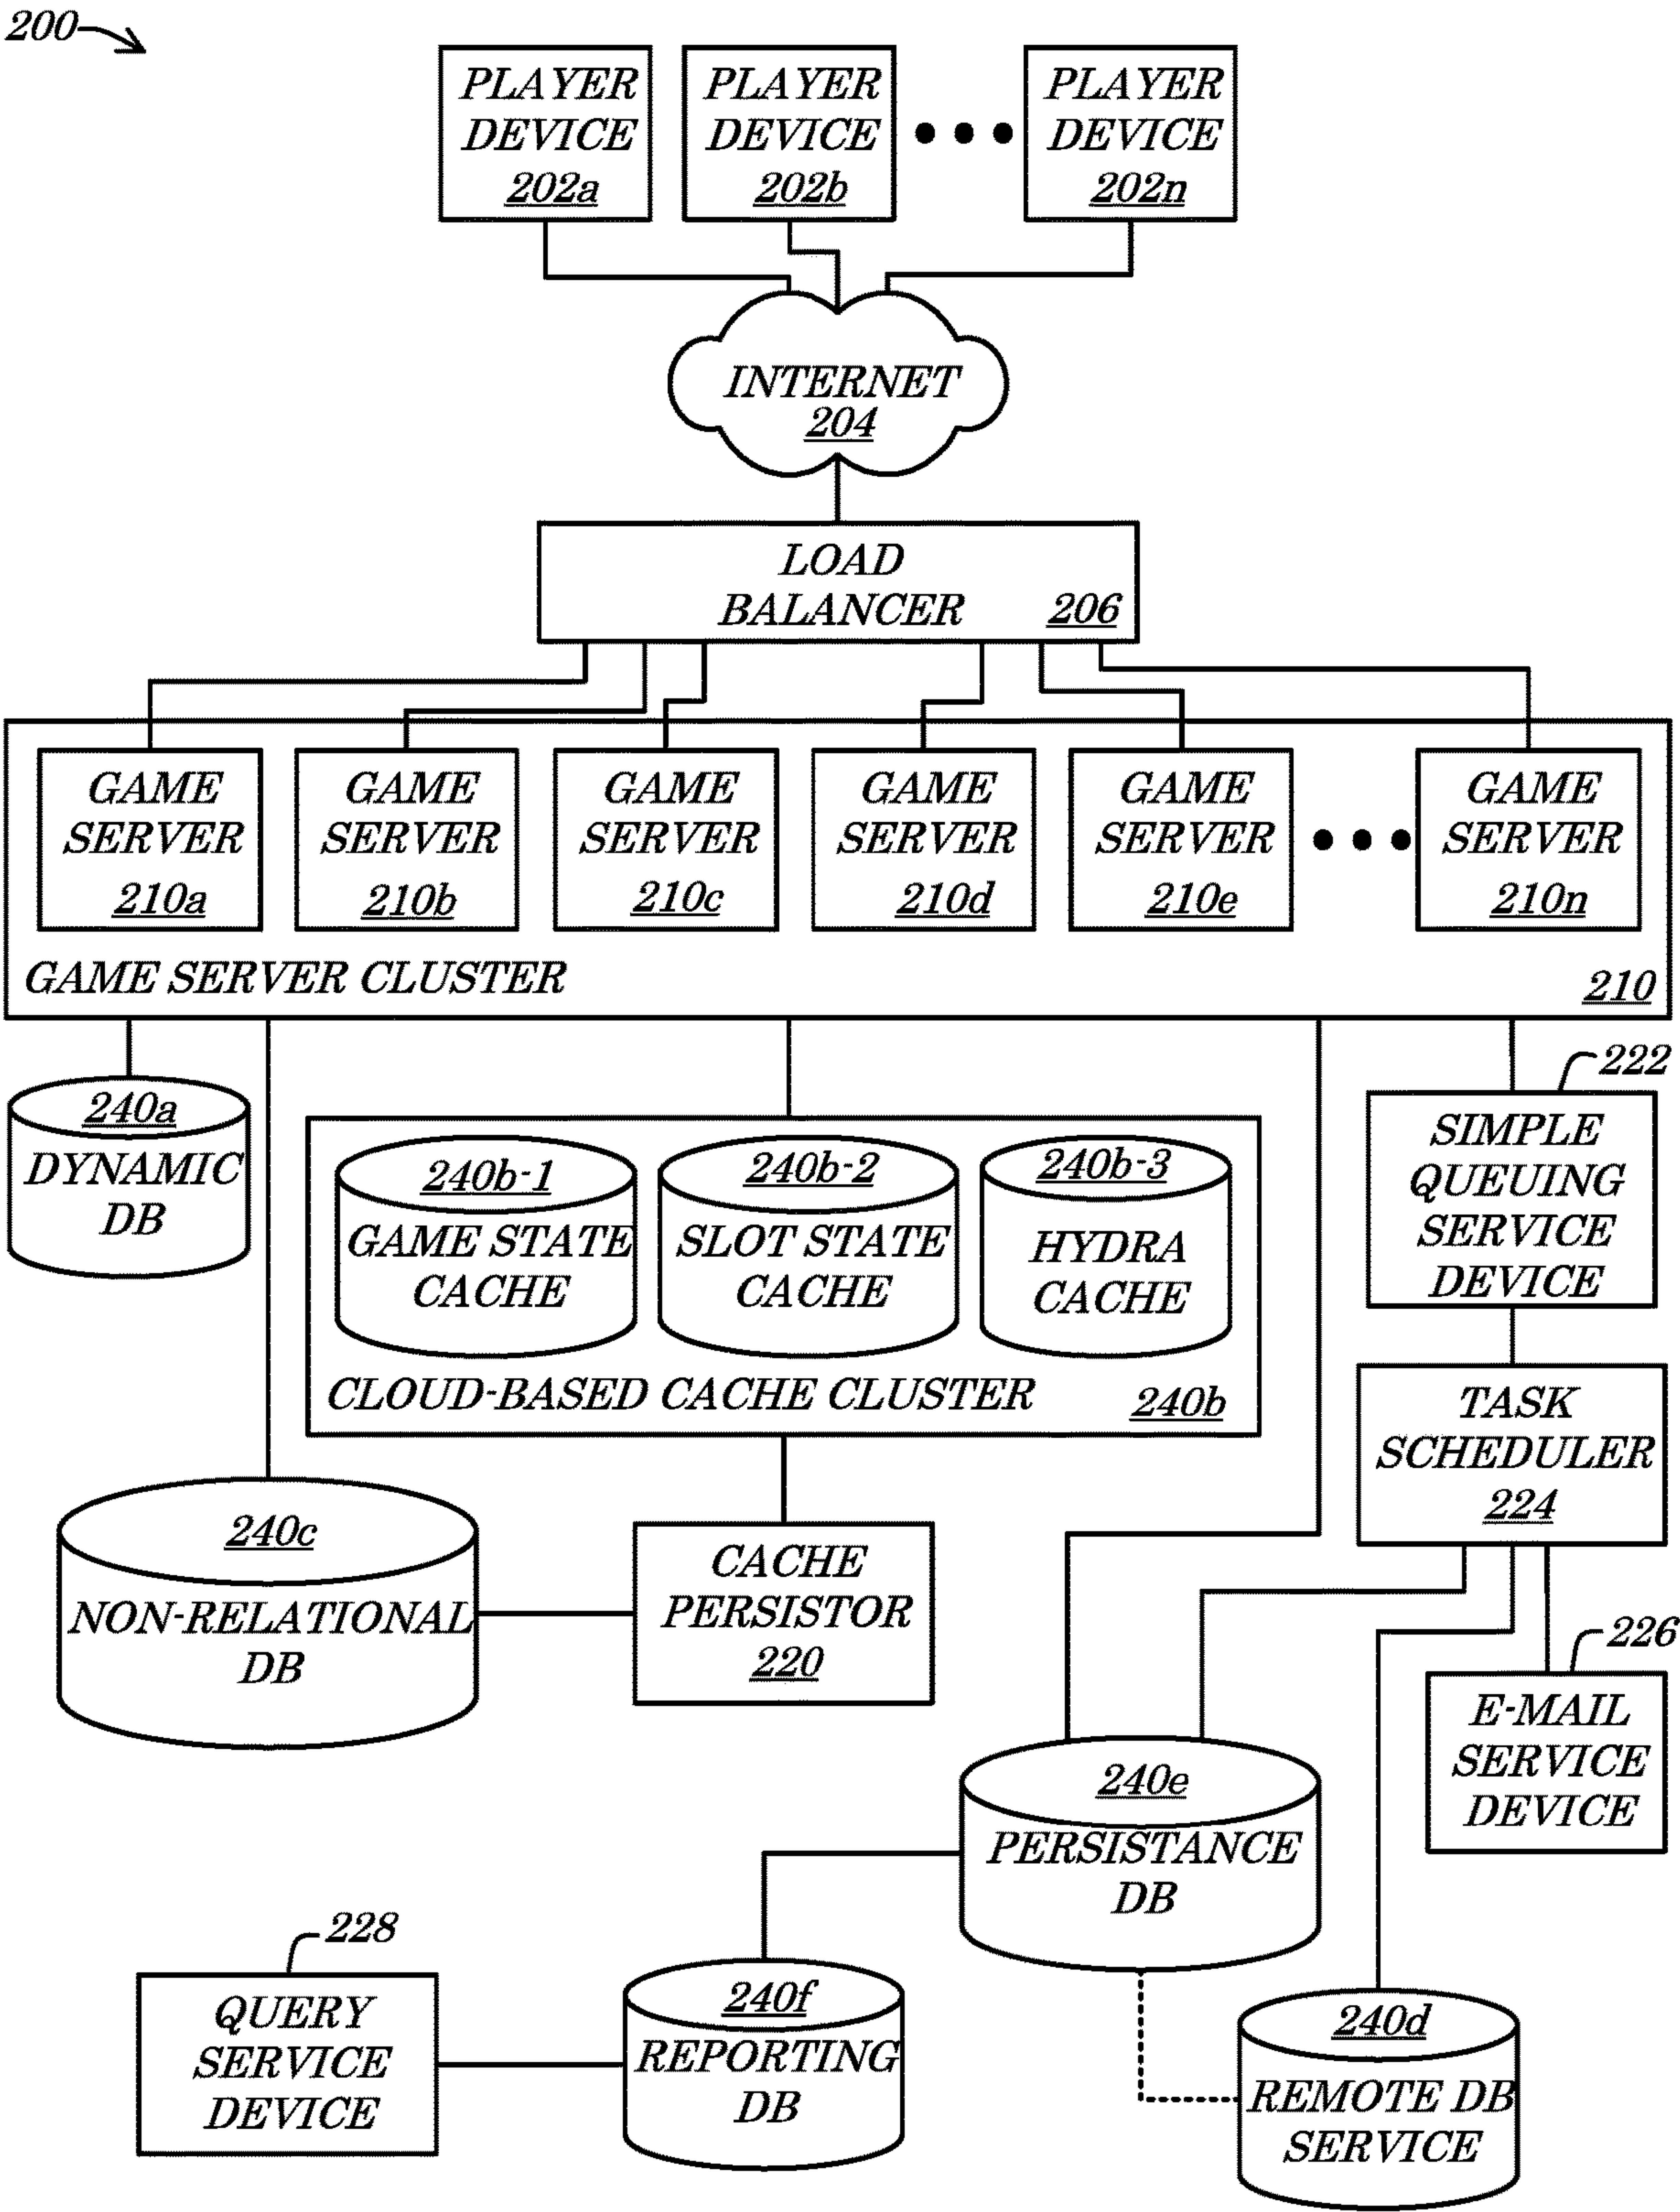 200
PLAYER
DEVICE
202a
PLAYER
DEVICE
202b
PLAYER
DEVICE
202n
INTERNET
204
LOAD
BALANCER
206
GAME
SERVER
210a
GAME
SERVER
210b
GAME
SERVER
210c
GAME
SERVER
210d
GAME
SERVER
210e
GAME
SERVER
210n
GAME SERVER CLUSTER
210
240a
DYNAMIC
DB
240b-1
GAME STATE
CACHE
240b-2
SLOT STATE
CACHE
240b-3
HYDRA
CACHE
CLOUD-BASED CACHE CLUSTER
240b
222
SIMPLE
QUEUING
SERVICE
DEVICE
TASK
SCHEDULER
224
240c
NON-RELATIONAL
DB
CACHE
PERSISTOR
220
226
E-MAIL
SERVICE
DEVICE
240e
PERSISTANCE
DB
228
QUERY
SERVICE
DEVICE
240f
REPORTING
DB
240d
REMOTE DB
SERVICE